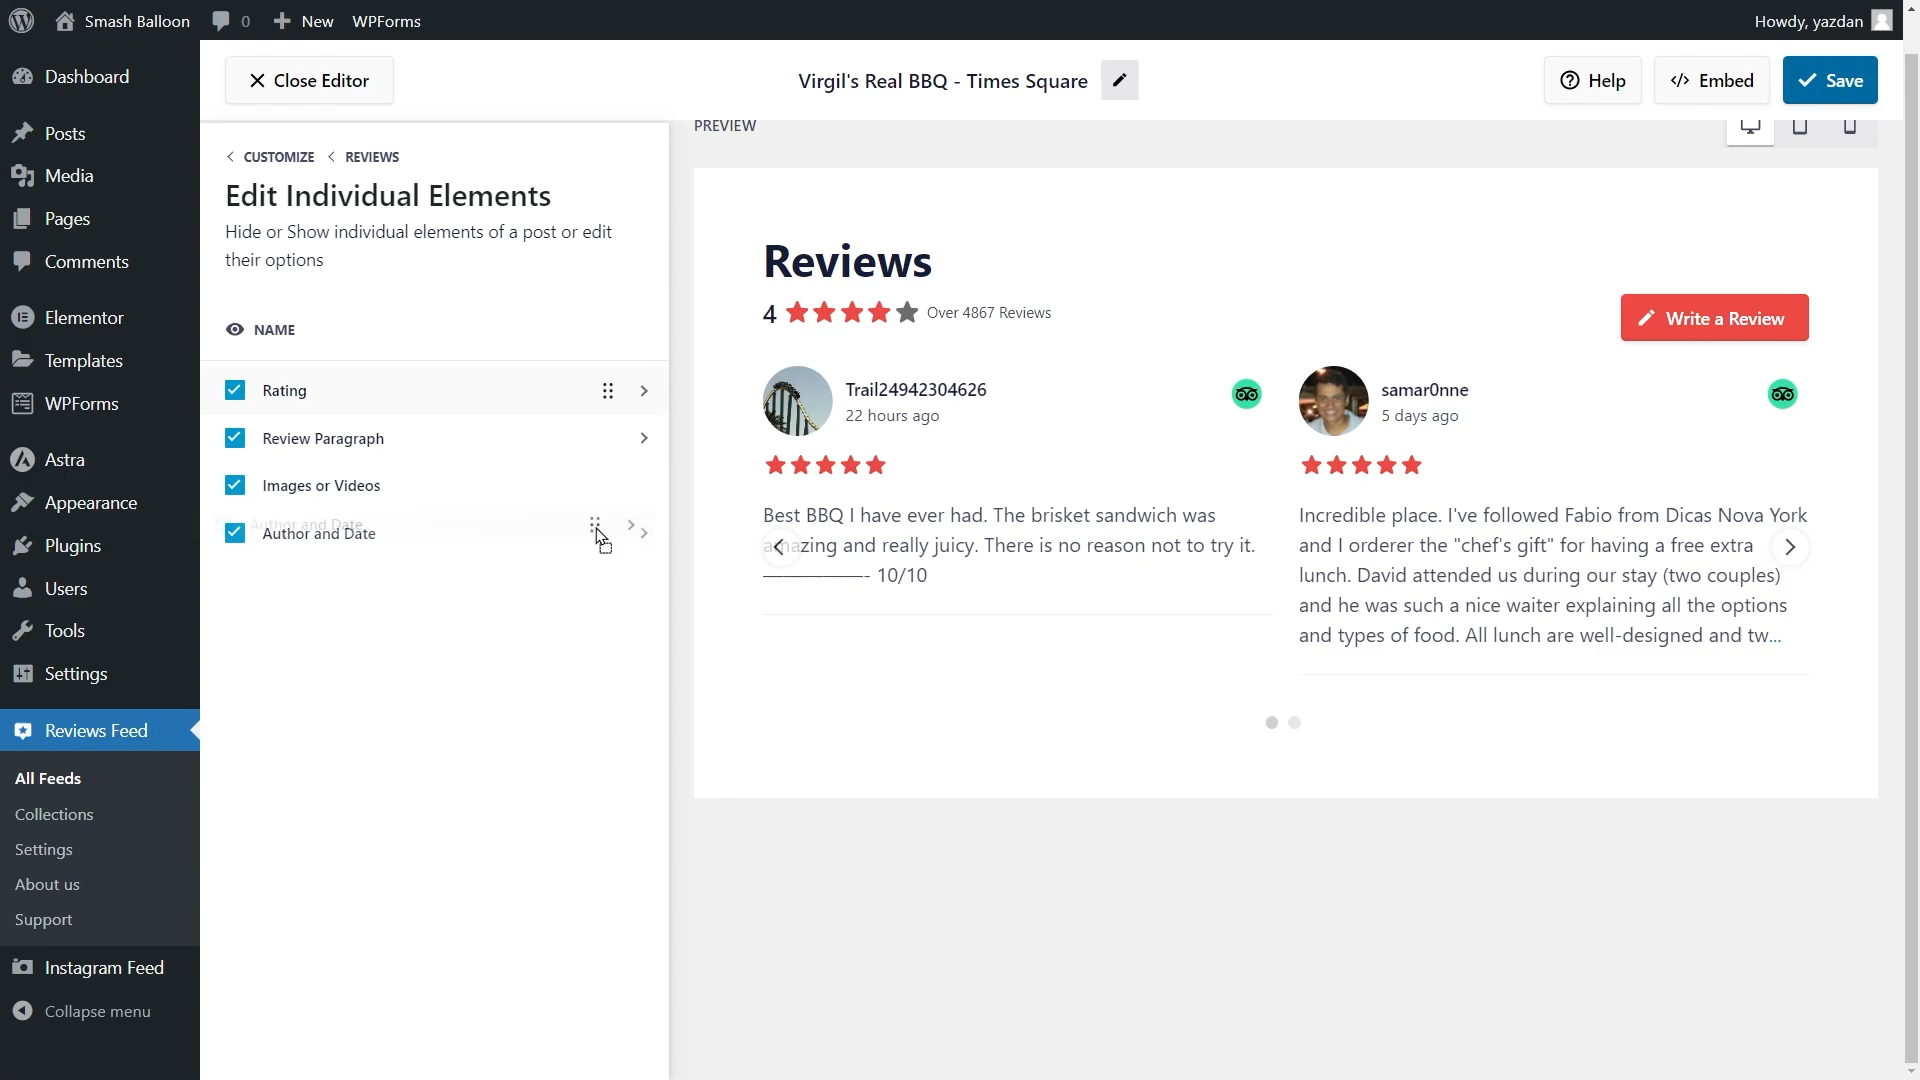 Smash Balloon 0 New WPForms Howdy, yazdan
Dashboard
Posts
Media
Pages
Comments
Elementor
Templates
WPForms
Astra
Appearance
Plugins
Users
Tools
Settings
Reviews Feed
All Feeds
Collections
Settings
About us
Support
Instagram Feed
Collapse menu
Close Editor
Virgil's Real BBQ - Times Square
Help
</> Embed
Save
CUSTOMIZE REVIEWS
Edit Individual Elements
Hide or Show individual elements of a post or edit
their options
NAME
Rating
Review Paragraph
Images or Videos
Author and Date
Author and Date
PREVIEW
Reviews
4 Over 4867 Reviews
Write a Review
Trail24942304626
22 hours ago
Best BBQ I have ever had. The brisket sandwich was
amazing and really juicy. There is no reason not to try it.
—————- 10/10
samar0nne
5 days ago
Incredible place. I've followed Fabio from Dicas Nova York
and I orderer the "chef's gift" for having a free extra
lunch. David attended us during our stay (two couples)
and he was such a nice waiter explaining all the options
and types of food. All lunch are well-designed and tw...